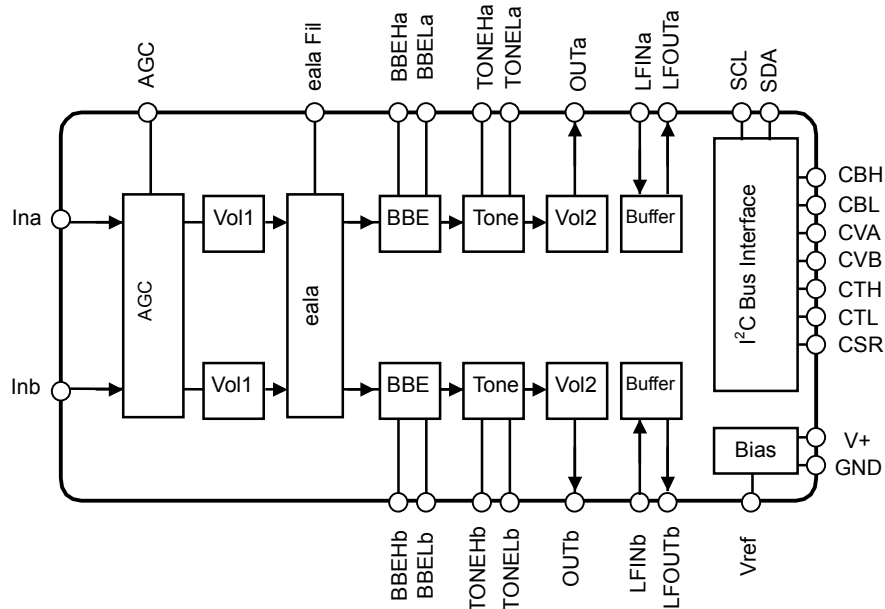 AGC
eala Fil
BBEHa
BBELa
TONEHa
TONELa
OUTa
LFINa
LFOUTa
SCL
SDA
Ina
Inb
AGC
Vol1
Vol1
eala
BBE
Tone
Vol2
Buffer
BBE
Tone
Vol2
Buffer
I²C Bus Interface
CBH
CBL
CVA
CVB
CTH
CTL
CSR
Bias
V+
GND
BBEHb
BBELb
TONEHb
TONELb
OUTb
LFINb
LFOUTb
Vref